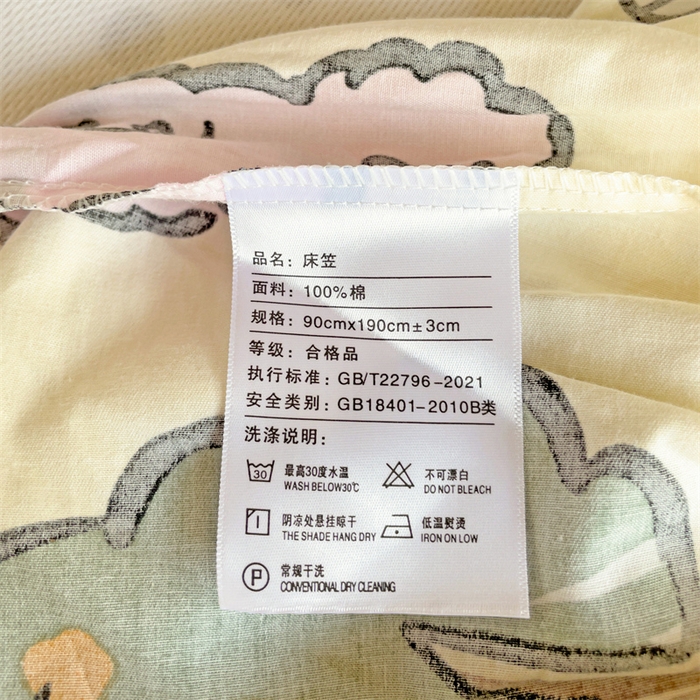 品名：床笠
面料：100%棉
规格：90cmx190cm±3cm
等级：合格品
执行标准：GB/T22796-2021
安全类别：GB18401-2010B类
洗涤说明：
30 最高30度水温 不可漂白
WASH BELOW30℃ DO NOT BLEACH
阴凉处悬挂晾干 低温熨烫
THE SHADE HANG DRY IRON ON LOW
P 常规干洗
CONVENTIONAL DRY CLEANING